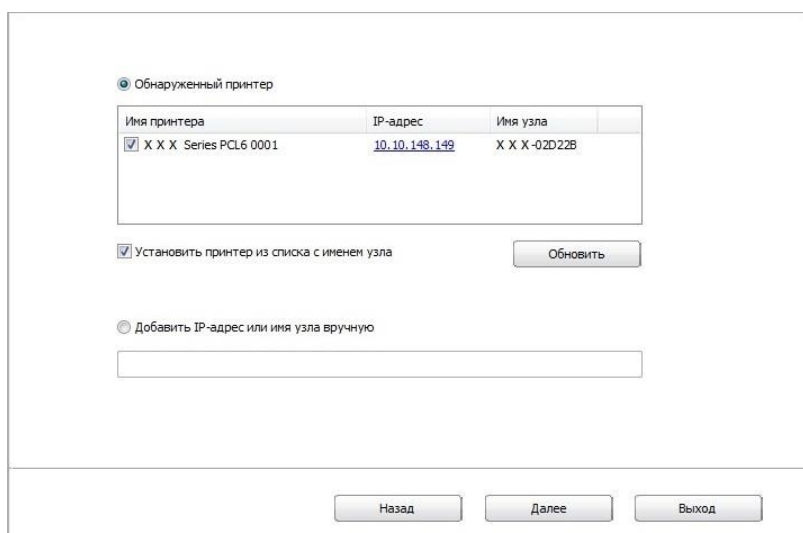 Обнаруженный принтер
Имя принтера IP-адрес Имя узла
X X X Series PCL6 0001 10.10.148.149 X X X-02D22B
Установить принтер из списка с именем узла Обновить
Добавить IP-адрес или имя узла вручную
Назад Далее Выход